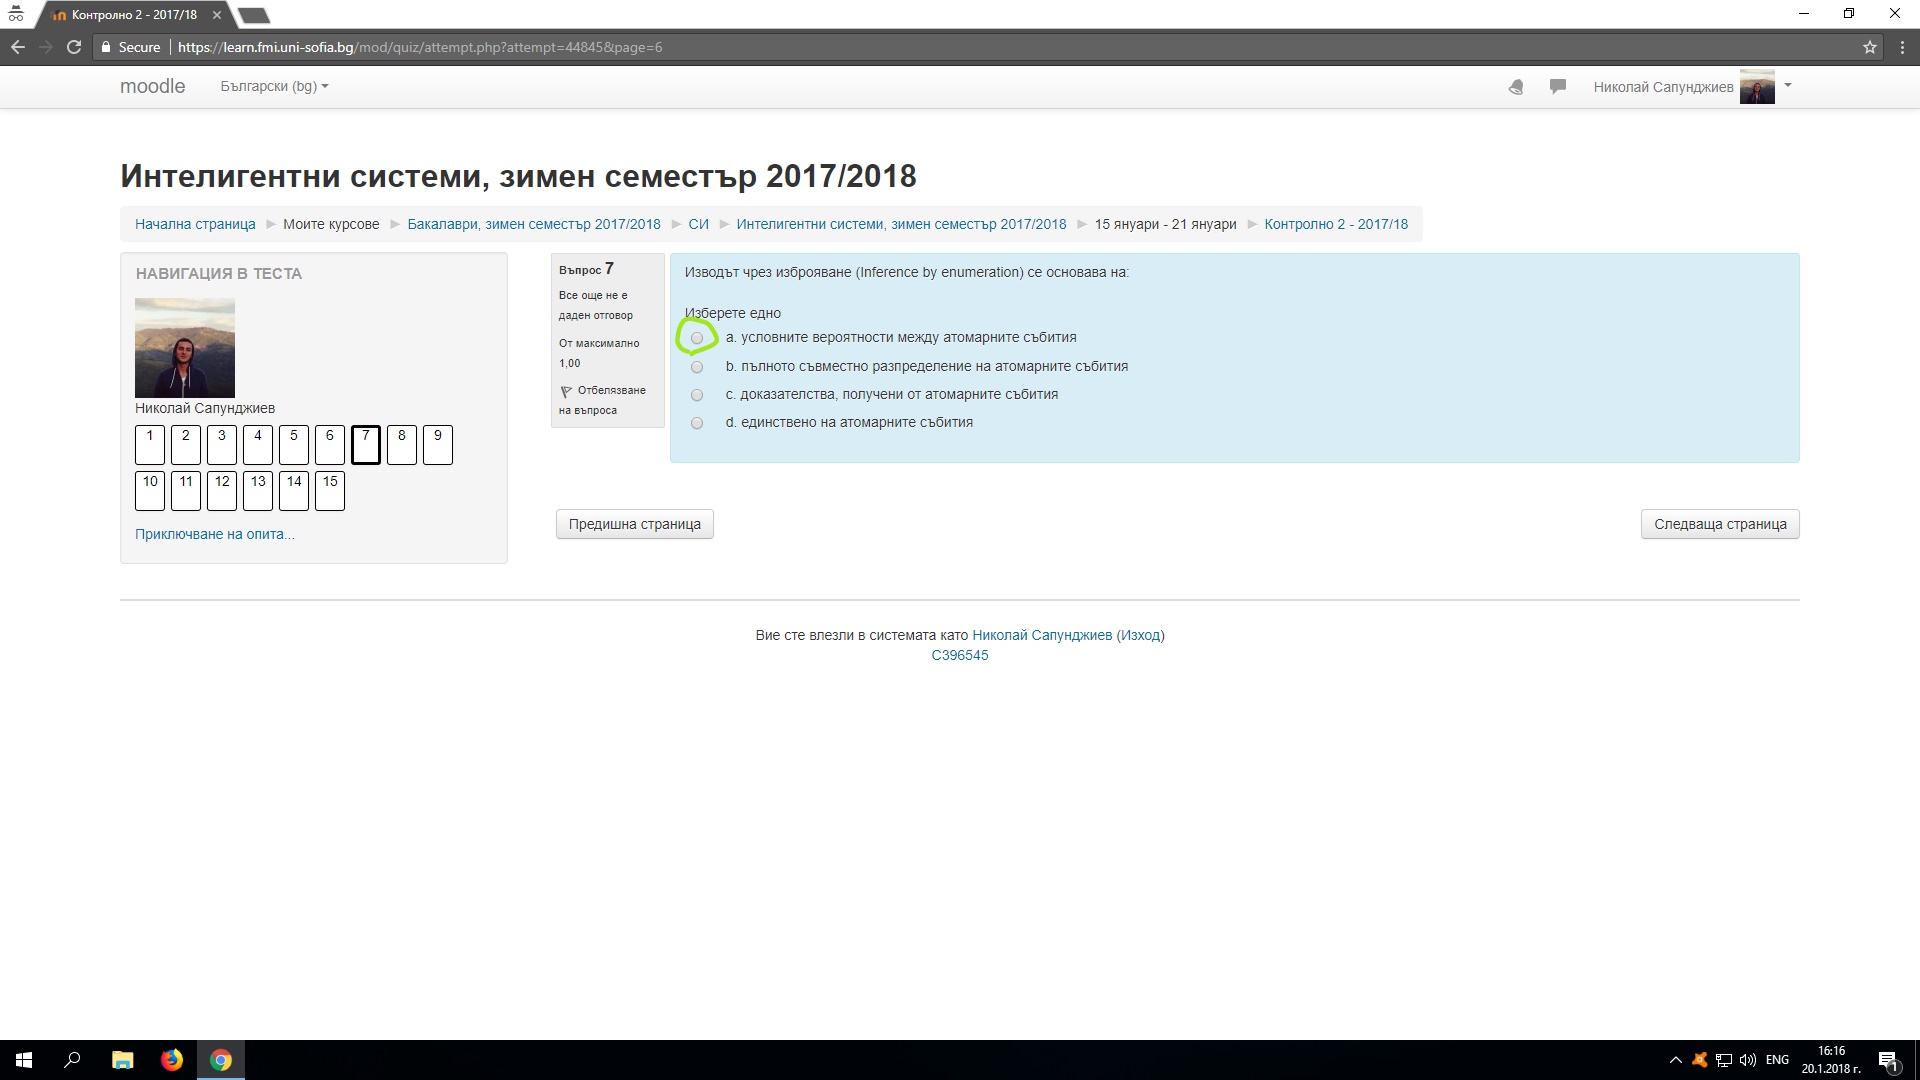 Контролно 2 - 2017/18
Secure https://learn.fmi.uni-sofia.bg/mod/quiz/attempt.php?attempt=44845&page=6
moodle Български (bg) Николай Сапунджиев
Интелигентни системи, зимен семестър 2017/2018
Начална страница Моите курсове Бакалаври, зимен семестър 2017/2018 СИ Интелигентни системи, зимен семестър 2017/2018 15 януари - 21 януари Контролно 2 - 2017/18
НАВИГАЦИЯ В ТЕСТА
Николай Сапунджиев
1 2 3 4 5 6 7 8 9
10 11 12 13 14 15
Приключване на опита...
Въпрос 7
Все още не е
даден отговор
От максимално
1,00
Отбелязване
на въпроса
Изводът чрез изброяване (Inference by enumeration) се основава на:
Изберете едно
a. условните вероятности между атомарните събития
b. пълното съвместно разпределение на атомарните събития
c. доказателства, получени от атомарните събития
d. единствено на атомарните събития
Предишна страница Следваща страница
Вие сте влезли в системата като Николай Сапунджиев (Изход)
С396545
ENG 16:16
20.1.2018 г.
1